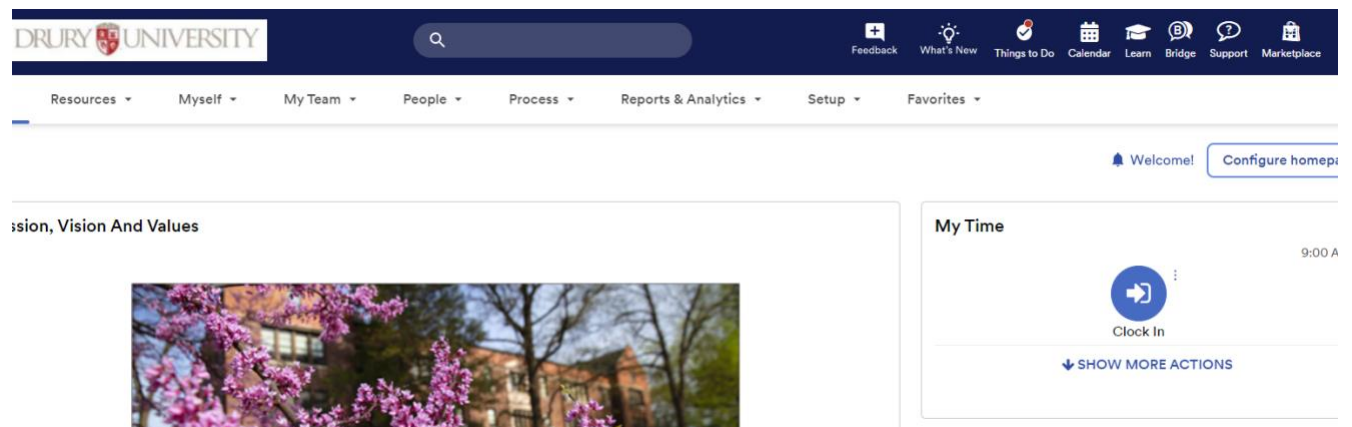 DRURY UNIVERSITY
Feedback What's New Things to Do Calendar Learn Bridge Support Marketplace
Resources Myself My Team People Process Reports & Analytics Setup Favorites
Welcome! Configure homepa
ssion, Vision And Values
My Time
9:00 A
Clock In
SHOW MORE ACTIONS